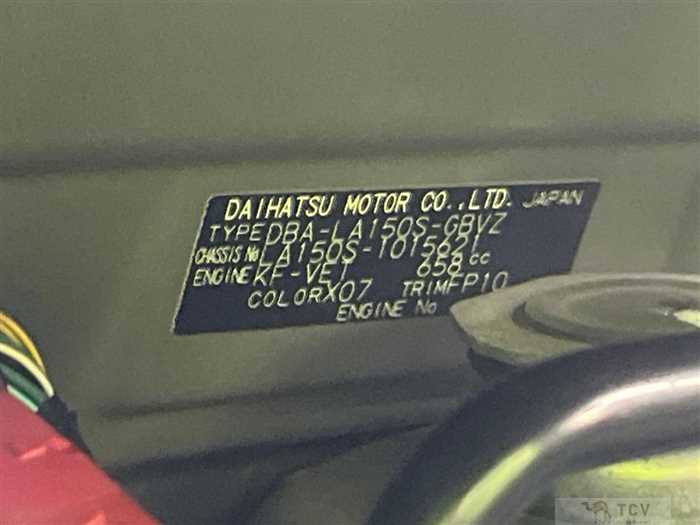 DAIHATSU MOTOR CO.,LTD. JAPAN
TYPE DBA-LA150S-GBVZ
CHASSIS No LA150S-1015621
ENGINE KF-VET 658 cc
COLOR X07 TRIM FP10
ENGINE No
TCV